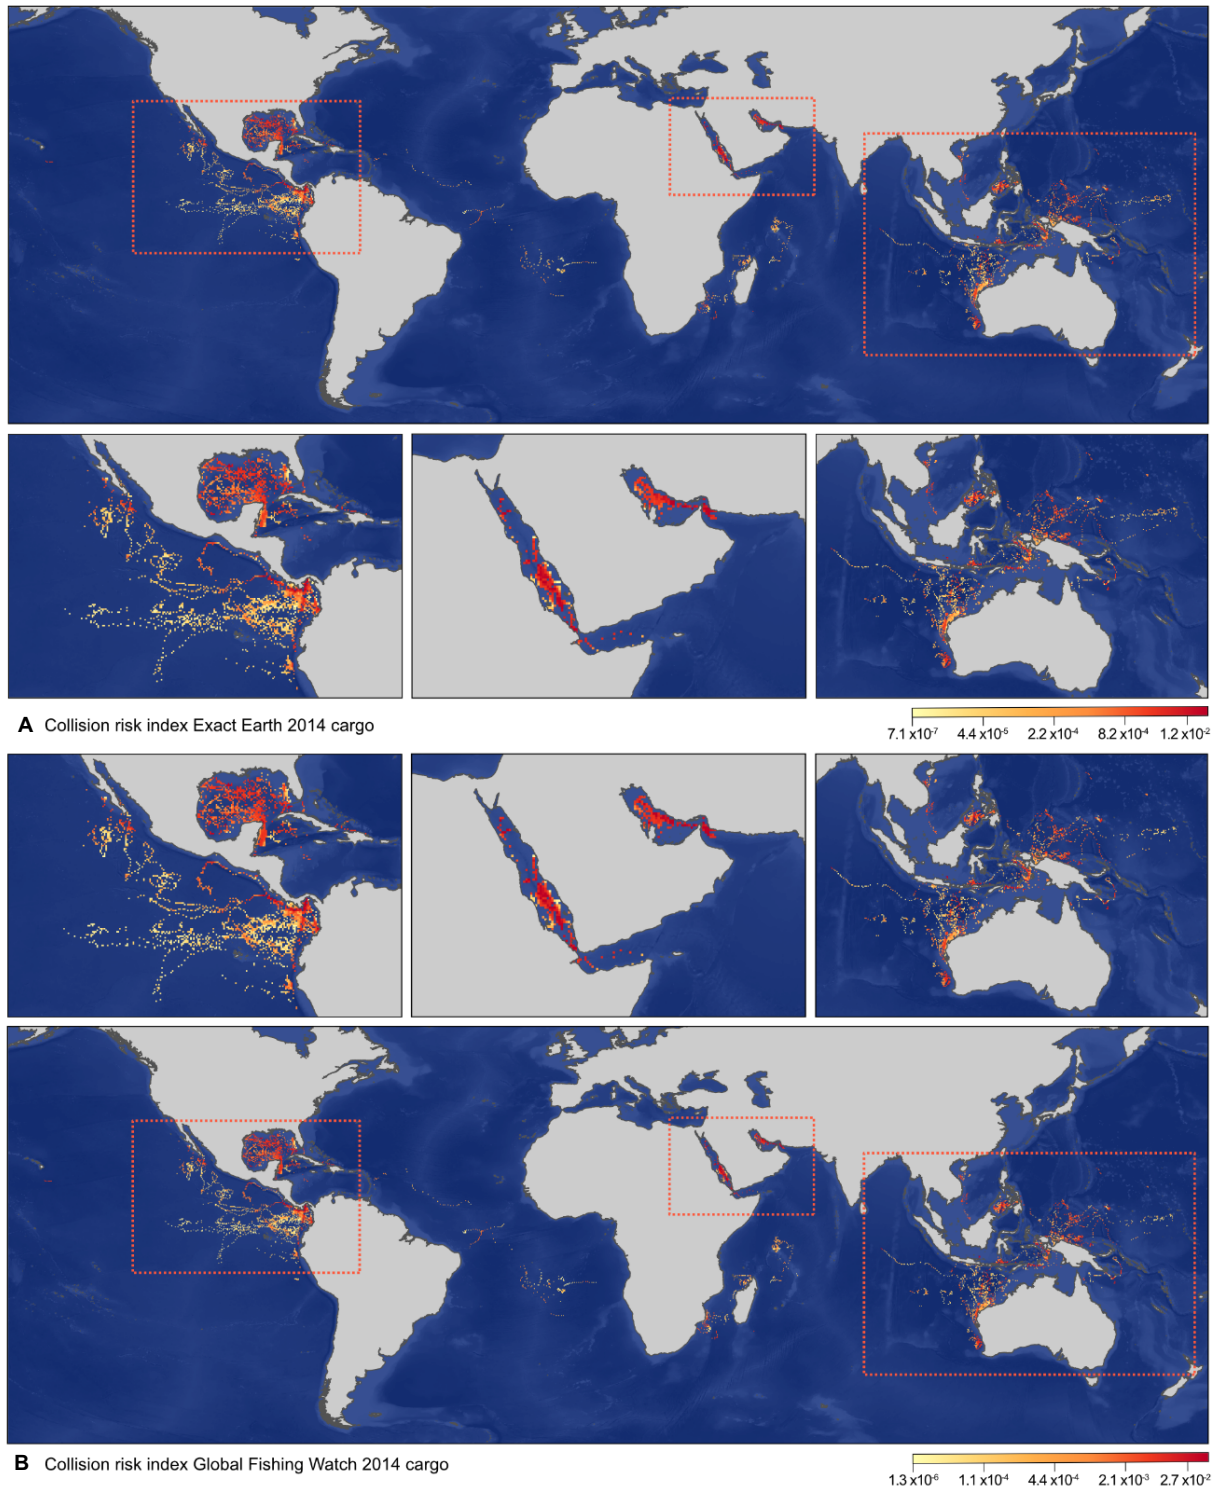 A Collision risk index Exact Earth 2014 cargo
7.1 x10⁻⁷ 4.4 x10⁻⁵ 2.2 x10⁻⁴ 8.2 x10⁻⁴ 1.2 x10⁻²
B Collision risk index Global Fishing Watch 2014 cargo
1.3 x10⁻⁶ 1.1 x10⁻⁴ 4.4 x10⁻⁴ 2.1 x10⁻³ 2.7 x10⁻²